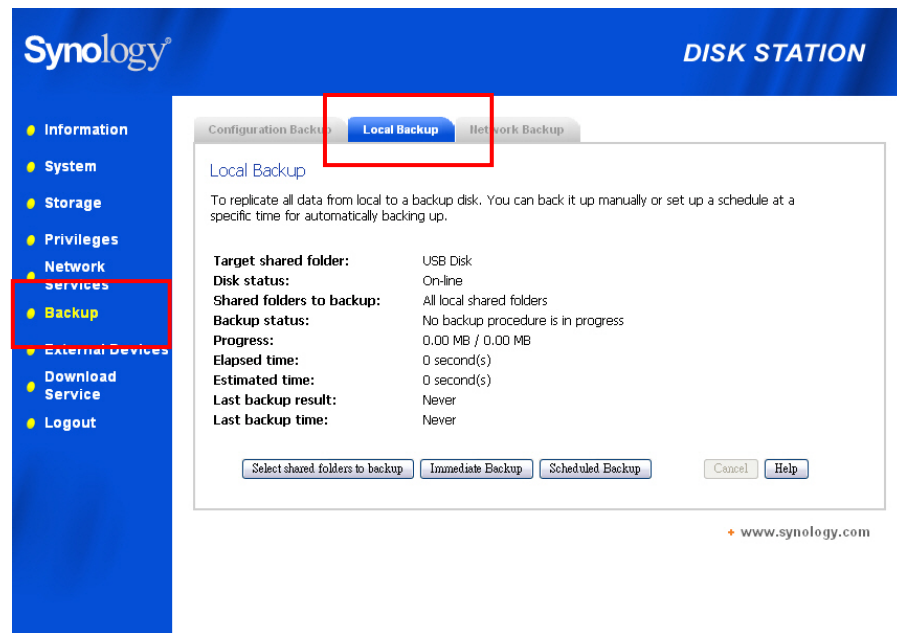 Synology®
DISK STATION
Information
System
Storage
Privileges
Network
Services
Backup
External Devices
Download
Service
Logout
Configuration Backup
Local Backup
Network Backup
Local Backup
To replicate all data from local to a backup disk. You can back it up manually or set up a schedule at a
specific time for automatically backing up.
Target shared folder: USB Disk
Disk status: On-line
Shared folders to backup: All local shared folders
Backup status: No backup procedure is in progress
Progress: 0.00 MB / 0.00 MB
Elapsed time: 0 second(s)
Estimated time: 0 second(s)
Last backup result: Never
Last backup time: Never
Select shared folders to backup
Immediate Backup
Scheduled Backup
Cancel
Help
+ www.synology.com